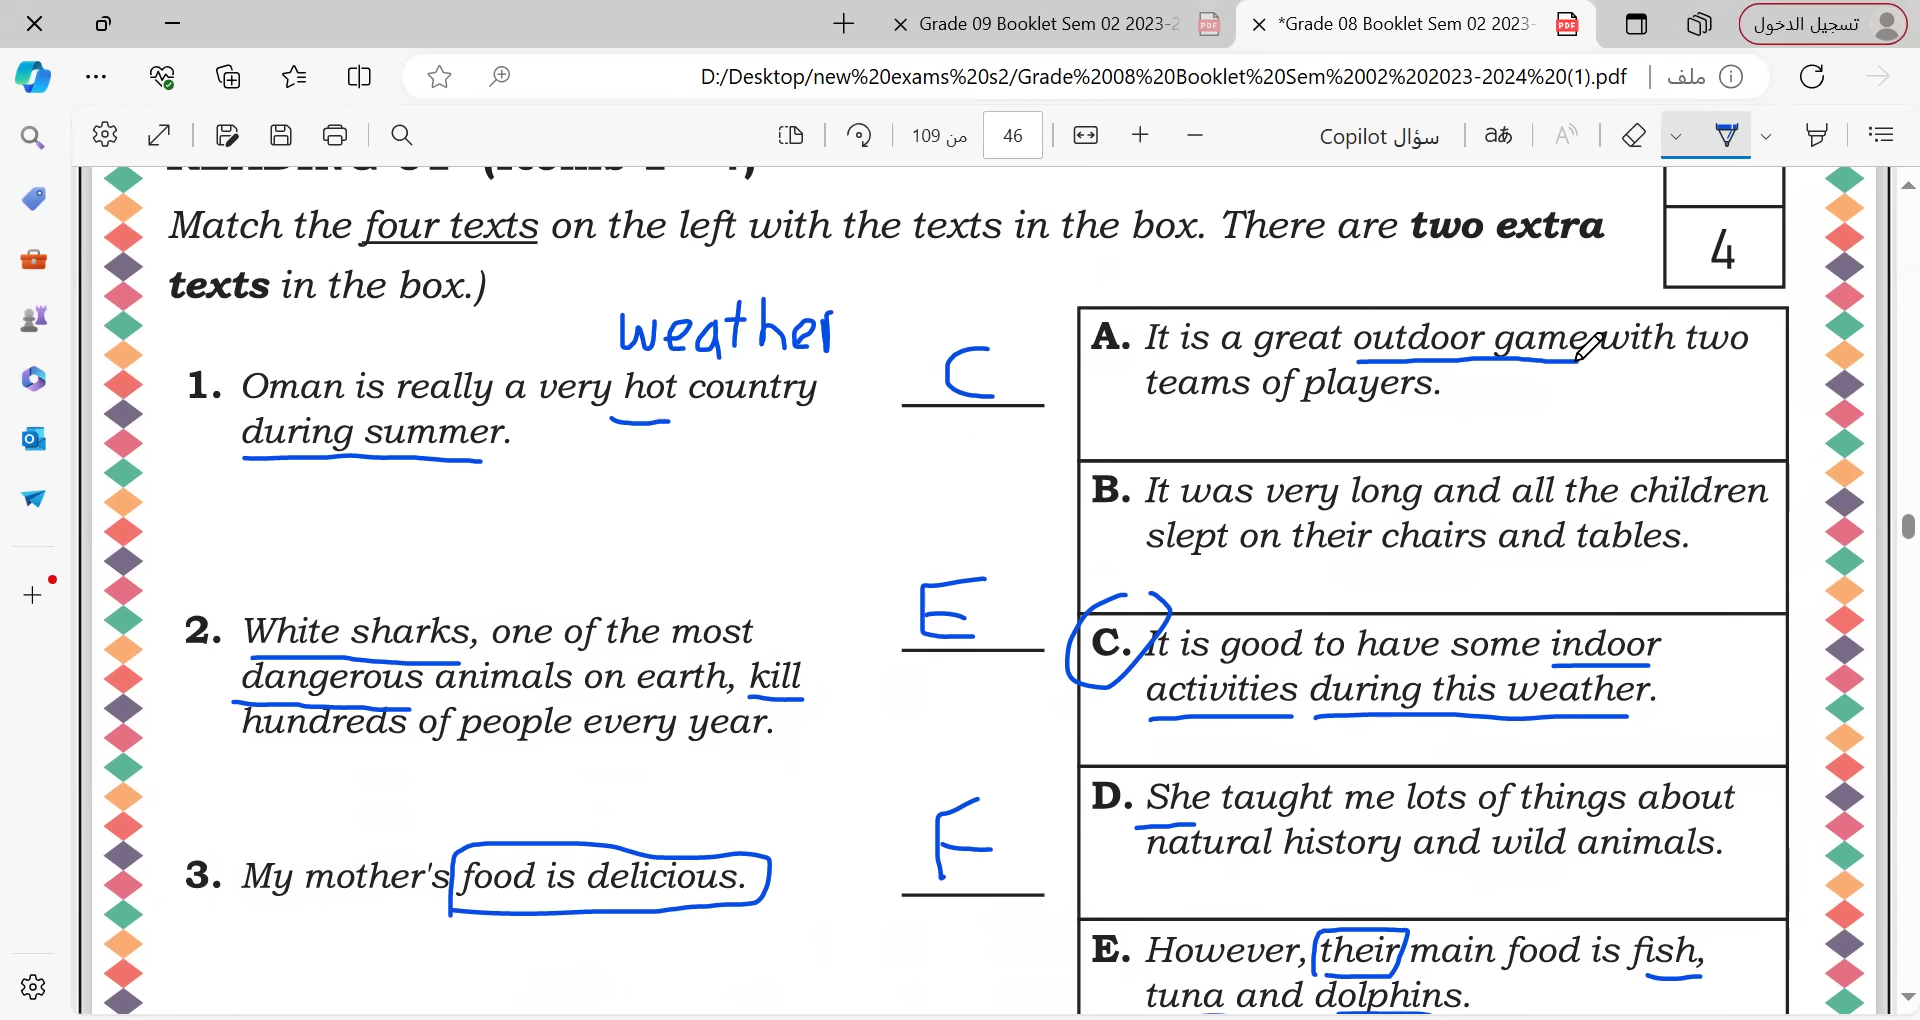 Grade 09 Booklet Sem 02 2023-2
*Grade 08 Booklet Sem 02 2023-
تسجيل الدخول
D:/Desktop/new%20exams%20s2/Grade%2008%20Booklet%20Sem%2002%202023-2024%20(1).pdf
ملف
من 109
46
سؤال Copilot
Match the four texts on the left with the texts in the box. There are two extra
texts in the box.)
4
weather
1. Oman is really a very hot country
during summer.
C
2. White sharks, one of the most
dangerous animals on earth, kill
hundreds of people every year.
E
3. My mother's food is delicious.
F
A. It is a great outdoor game with two
teams of players.
B. It was very long and all the children
slept on their chairs and tables.
C. It is good to have some indoor
activities during this weather.
D. She taught me lots of things about
natural history and wild animals.
E. However, their main food is fish,
tuna and dolphins.